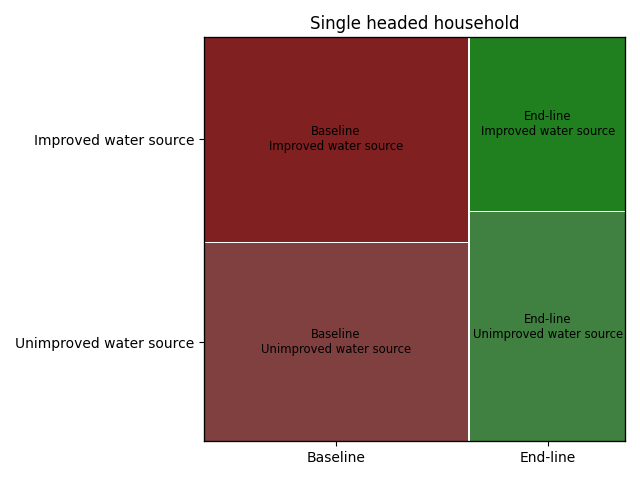 Single headed household
Improved water source
Unimproved water source
Baseline
Improved water source
End-line
Improved water source
Baseline
Unimproved water source
End-line
Unimproved water source
Baseline
End-line